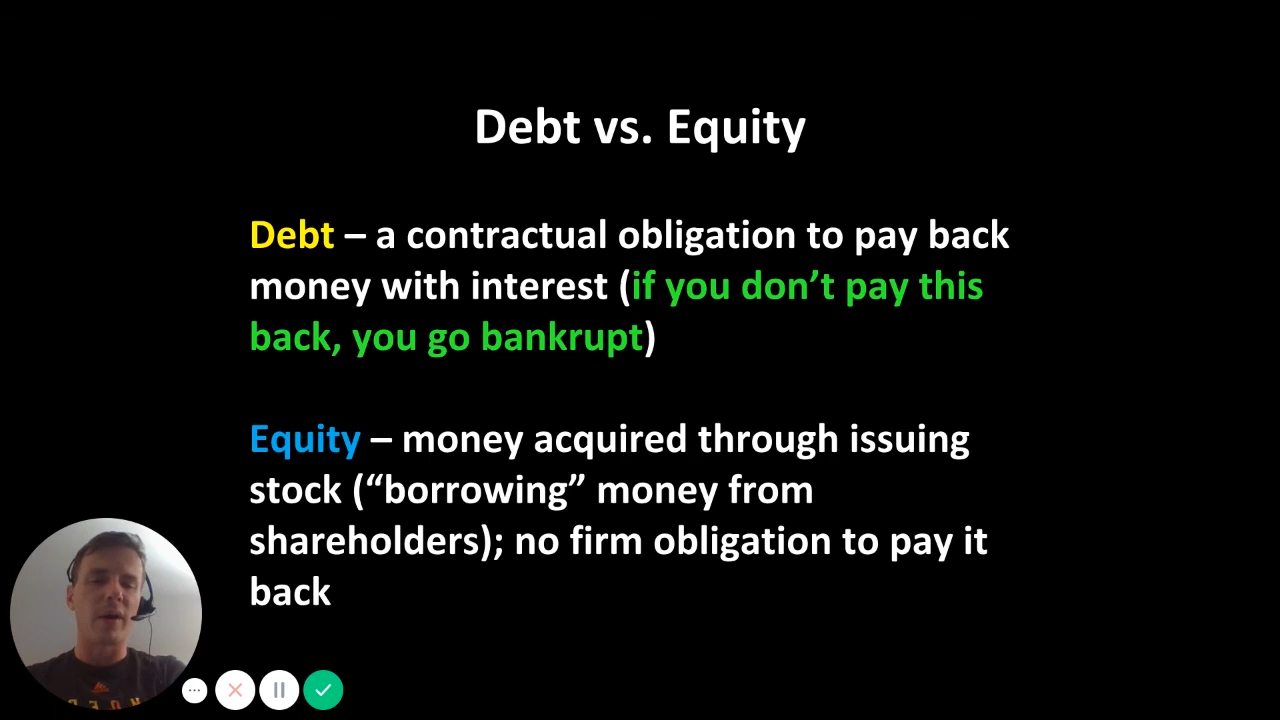 Debt vs. Equity
Debt – a contractual obligation to pay back
money with interest (if you don’t pay this
back, you go bankrupt)
Equity – money acquired through issuing
stock (“borrowing” money from
shareholders); no firm obligation to pay it
back